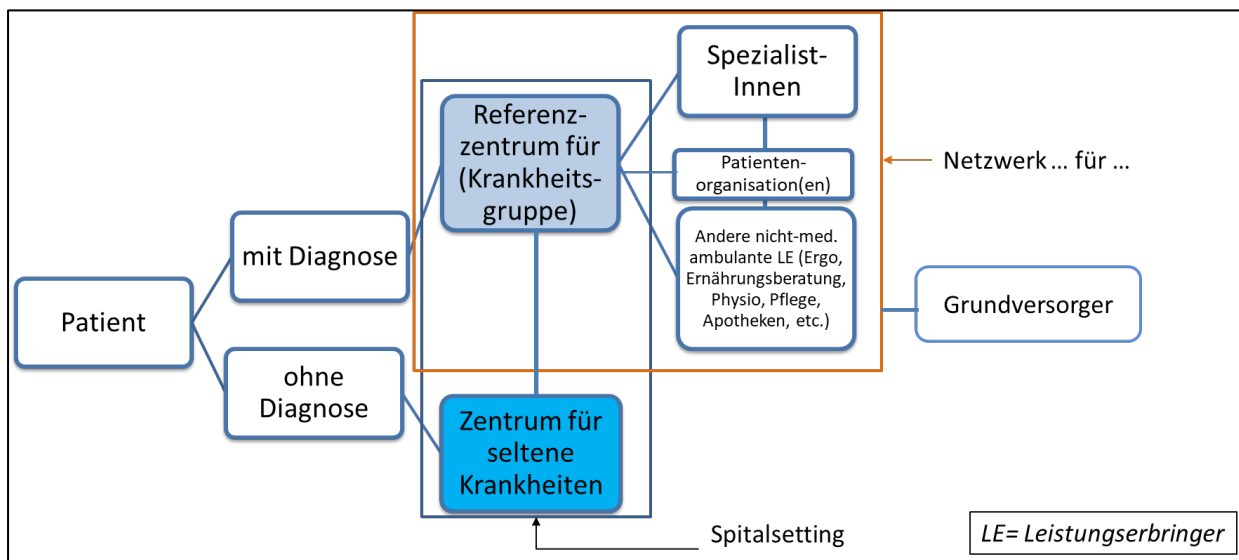 Patient
mit Diagnose
ohne
Diagnose
Referenz-
zentrum für
(Krankheits-
gruppe)
Zentrum für
seltene
Krankheiten
Spezialist-
Innen
Patienten-
organisation(en)
Andere nicht-med.
ambulante LE (Ergo,
Ernährungsberatung,
Physio, Pflege,
Apotheken, etc.)
Netzwerk ... für ...
Grundversorger
Spitalsetting
LE= Leistungserbringer